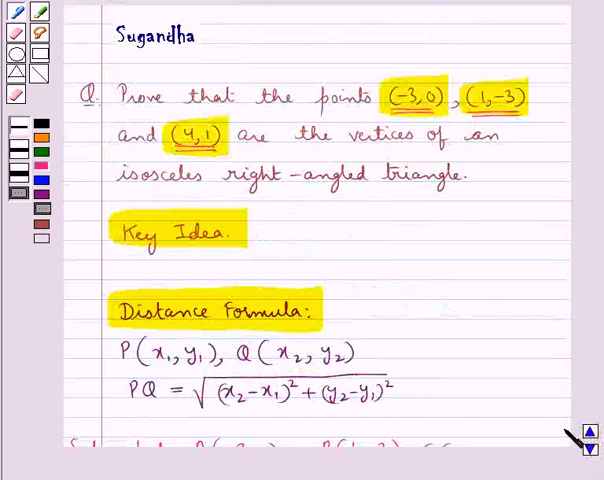 Sugandha
Q. Prove that the points (-3,0), (1,-3)
and (4,1) are the vertices of an
isosceles right-angled triangle.
Key Idea.
Distance Formula:
P(x₁,y₁), Q(x₂,y₂)
PQ = √(x₂-x₁)²+(y₂-y₁)²